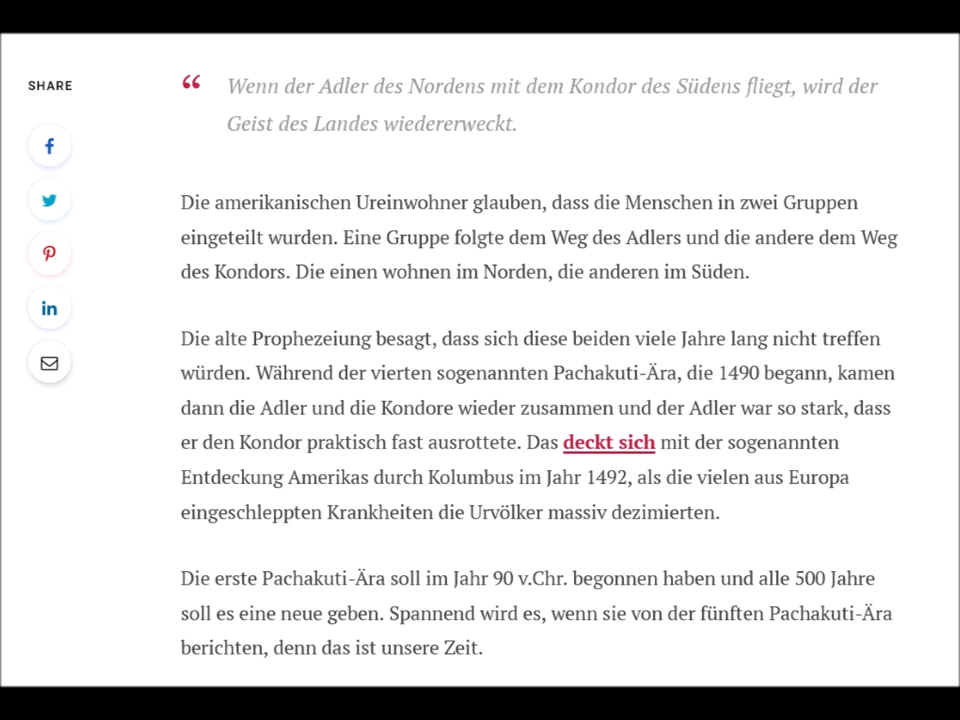 SHARE
“
Wenn der Adler des Nordens mit dem Kondor des Südens fliegt, wird der
Geist des Landes wiedererweckt.
Die amerikanischen Ureinwohner glauben, dass die Menschen in zwei Gruppen
eingeteilt wurden. Eine Gruppe folgte dem Weg des Adlers und die andere dem Weg
des Kondors. Die einen wohnen im Norden, die anderen im Süden.
Die alte Prophezeiung besagt, dass sich diese beiden viele Jahre lang nicht treffen
würden. Während der vierten sogenannten Pachakuti-Ära, die 1490 begann, kamen
dann die Adler und die Kondore wieder zusammen und der Adler war so stark, dass
er den Kondor praktisch fast ausrottete. Das deckt sich mit der sogenannten
Entdeckung Amerikas durch Kolumbus im Jahr 1492, als die vielen aus Europa
eingeschleppten Krankheiten die Urvölker massiv dezimierten.
Die erste Pachakuti-Ära soll im Jahr 90 v.Chr. begonnen haben und alle 500 Jahre
soll es eine neue geben. Spannend wird es, wenn sie von der fünften Pachakuti-Ära
berichten, denn das ist unsere Zeit.